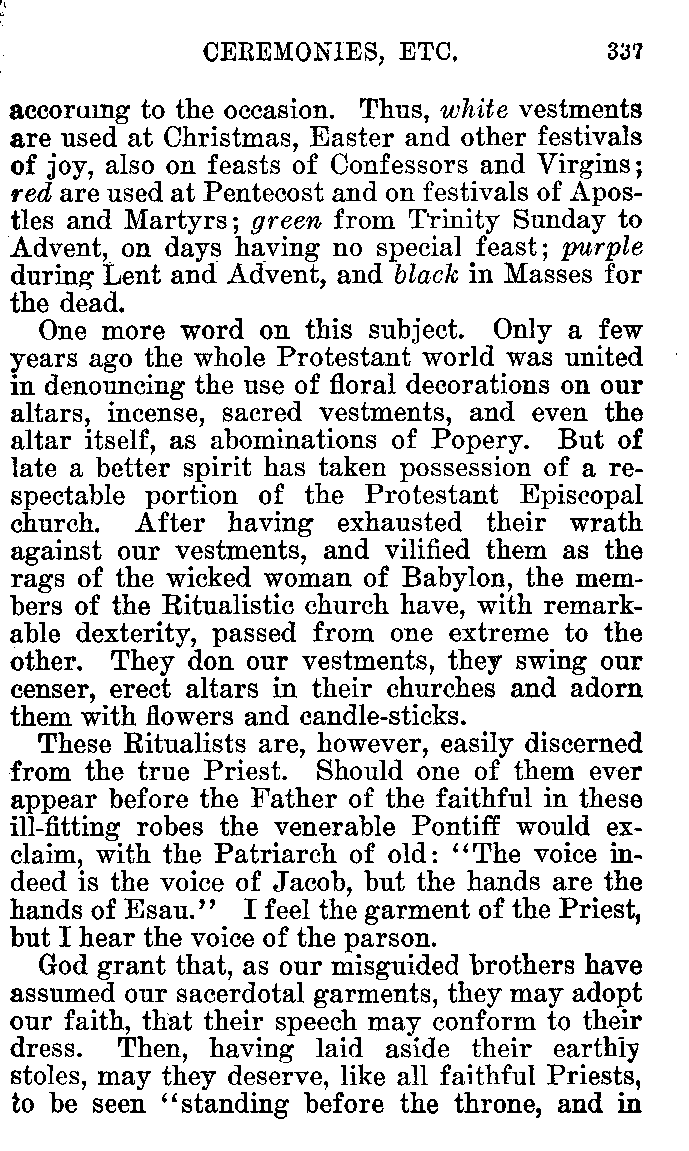 CEREMONIES, ETC. 337
according to the occasion. Thus, white vestments
are used at Christmas, Easter and other festivals
of joy, also on feasts of Confessors and Virgins;
red are used at Pentecost and on festivals of Apos-
tles and Martyrs; green from Trinity Sunday to
Advent, on days having no special feast; purple
during Lent and Advent, and black in Masses for
the dead.
One more word on this subject. Only a few
years ago the whole Protestant world was united
in denouncing the use of floral decorations on our
altars, incense, sacred vestments, and even the
altar itself, as abominations of Popery. But of
late a better spirit has taken possession of a re-
spectable portion of the Protestant Episcopal
church. After having exhausted their wrath
against our vestments, and vilified them as the
rags of the wicked woman of Babylon, the mem-
bers of the Ritualistic church have, with remark-
able dexterity, passed from one extreme to the
other. They don our vestments, they swing our
censer, erect altars in their churches and adorn
them with flowers and candle-sticks.
These Ritualists are, however, easily discerned
from the true Priest. Should one of them ever
appear before the Father of the faithful in these
ill-fitting robes the venerable Pontiff would ex-
claim, with the Patriarch of old: "The voice in-
deed is the voice of Jacob, but the hands are the
hands of Esau." I feel the garment of the Priest,
but I hear the voice of the parson.
God grant that, as our misguided brothers have
assumed our sacerdotal garments, they may adopt
our faith, that their speech may conform to their
dress. Then, having laid aside their earthly
stoles, may they deserve, like all faithful Priests,
to be seen "standing before the throne, and in